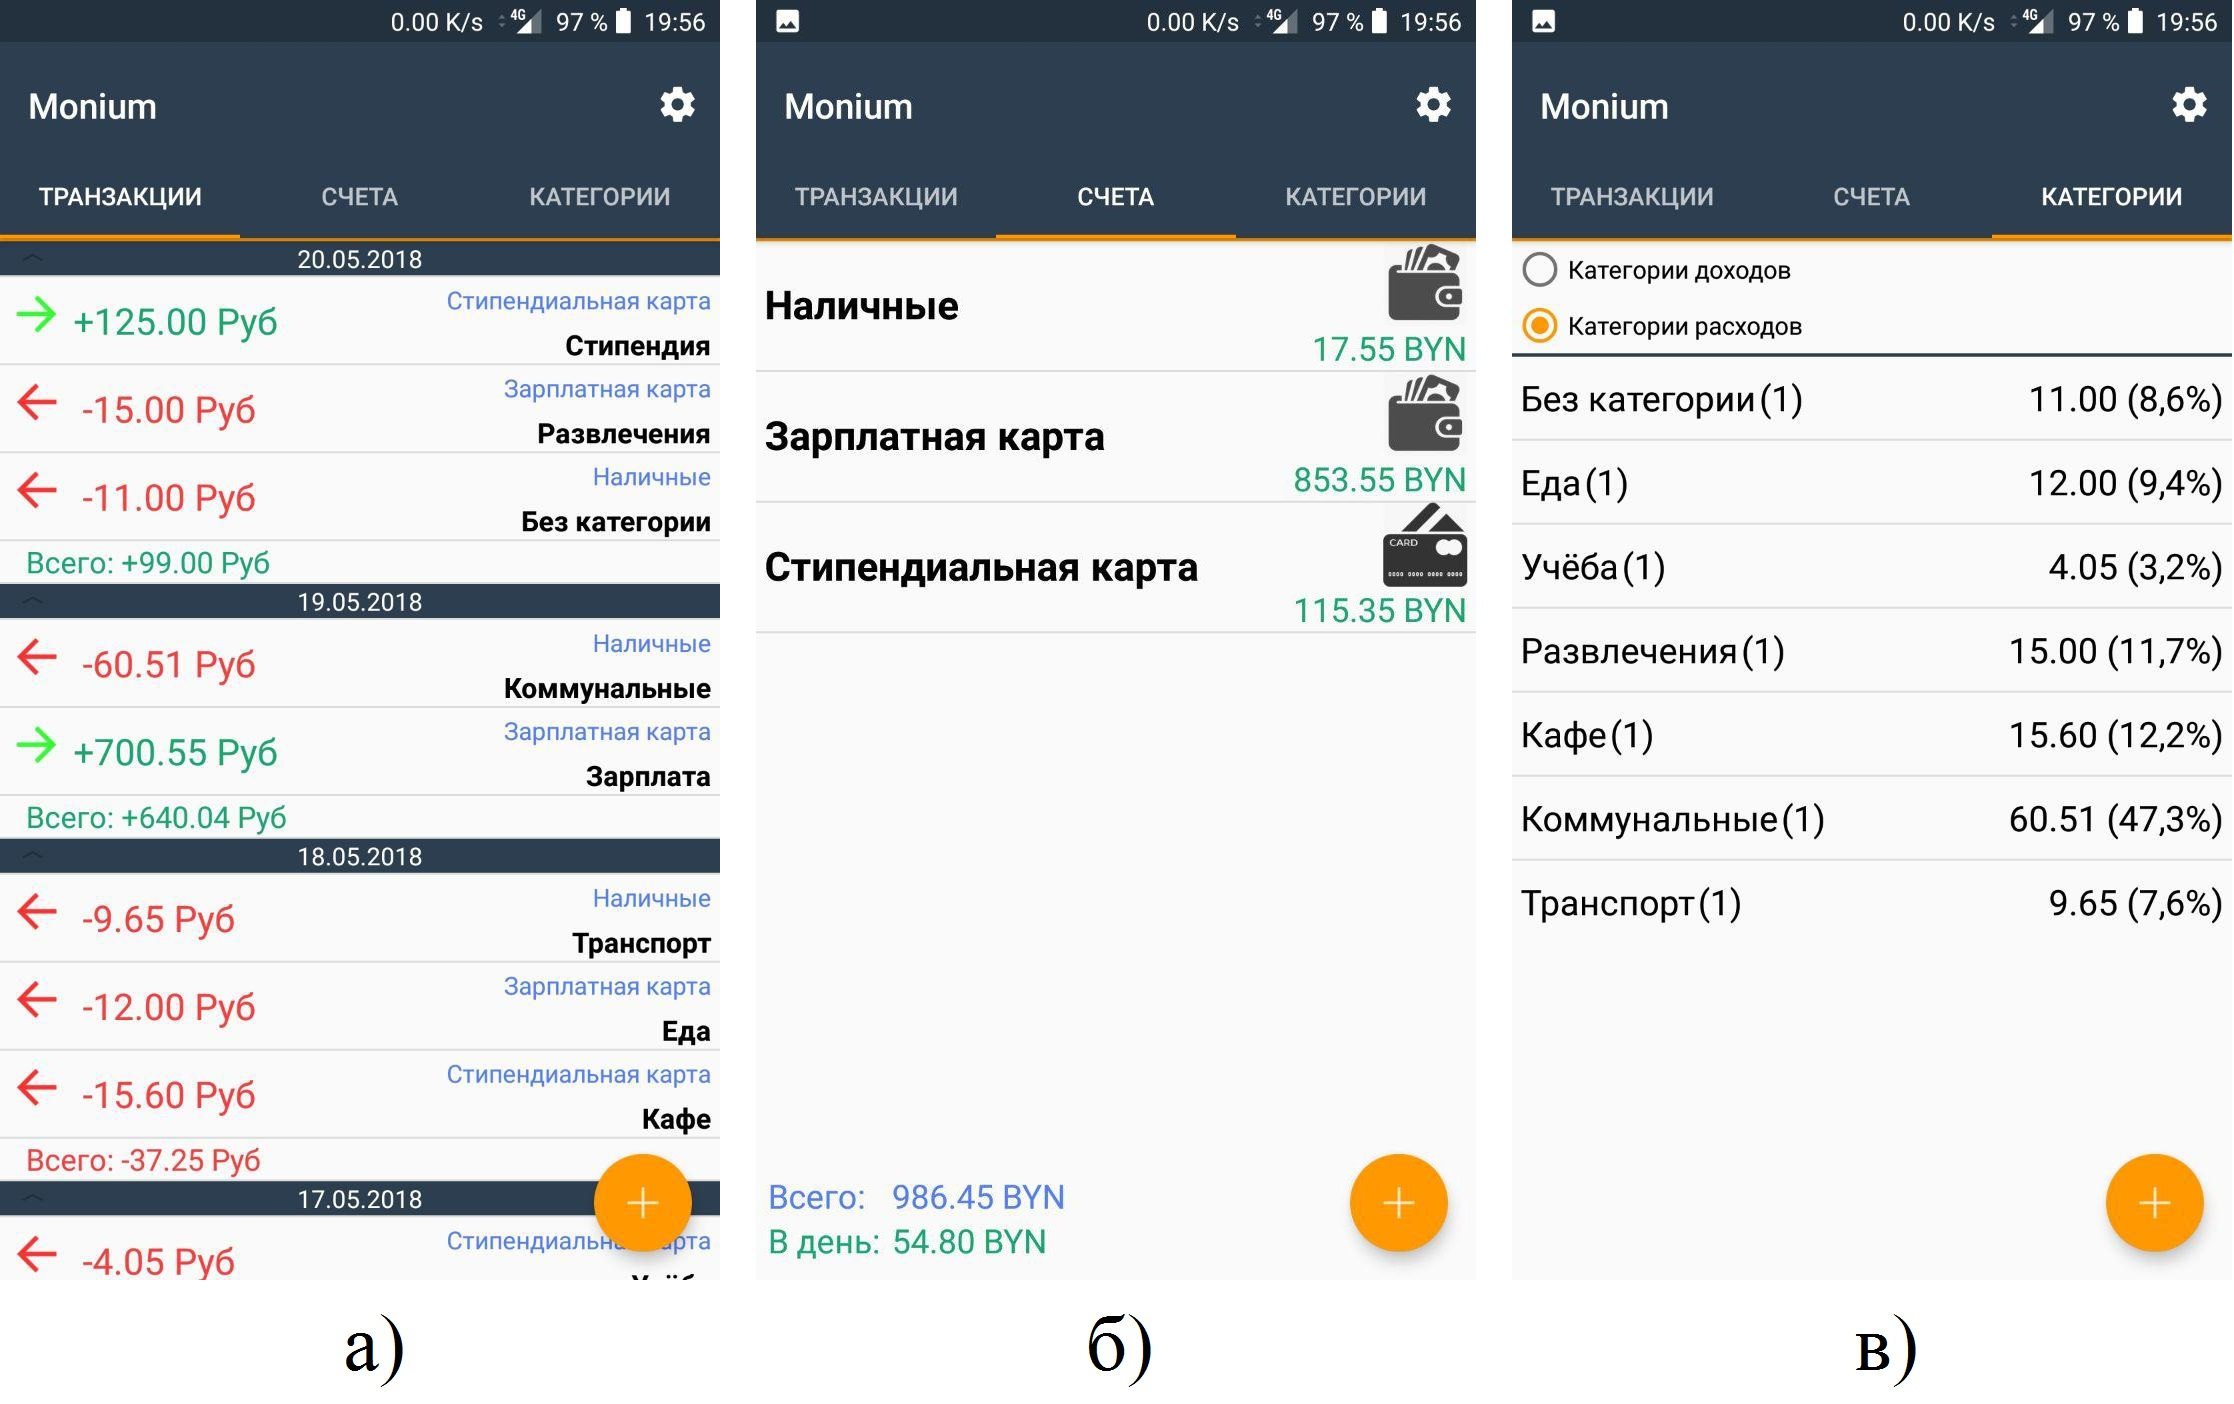 0.00 K/s 4G 97 % 19:56
Monium
ТРАНЗАКЦИИ СЧЕТА КАТЕГОРИИ
20.05.2018
+125.00 Руб Стипендиальная карта
Стипендия
-15.00 Руб Зарплатная карта
Развлечения
-11.00 Руб Наличные
Без категории
Всего: +99.00 Руб
19.05.2018
-60.51 Руб Наличные
Коммунальные
+700.55 Руб Зарплатная карта
Зарплата
Всего: +640.04 Руб
18.05.2018
-9.65 Руб Наличные
Транспорт
-12.00 Руб Зарплатная карта
Еда
-15.60 Руб Стипендиальная карта
Кафе
Всего: -37.25 Руб
17.05.2018
-4.05 Руб
а)
0.00 K/s 4G 97 % 19:56
Monium
ТРАНЗАКЦИИ СЧЕТА КАТЕГОРИИ
Наличные
17.55 BYN
Зарплатная карта
853.55 BYN
CARD
Стипендиальная карта
0000 0000 0000 0000
115.35 BYN
Всего: 986.45 BYN
В день: 54.80 BYN
б)
0.00 K/s 4G 97 % 19:56
Monium
ТРАНЗАКЦИИ СЧЕТА КАТЕГОРИИ
Категории доходов
Категории расходов
Без категории(1) 11.00 (8,6%)
Еда(1) 12.00 (9,4%)
Учёба(1) 4.05 (3,2%)
Развлечения(1) 15.00 (11,7%)
Кафе(1) 15.60 (12,2%)
Коммунальные(1) 60.51 (47,3%)
Транспорт(1) 9.65 (7,6%)
в)